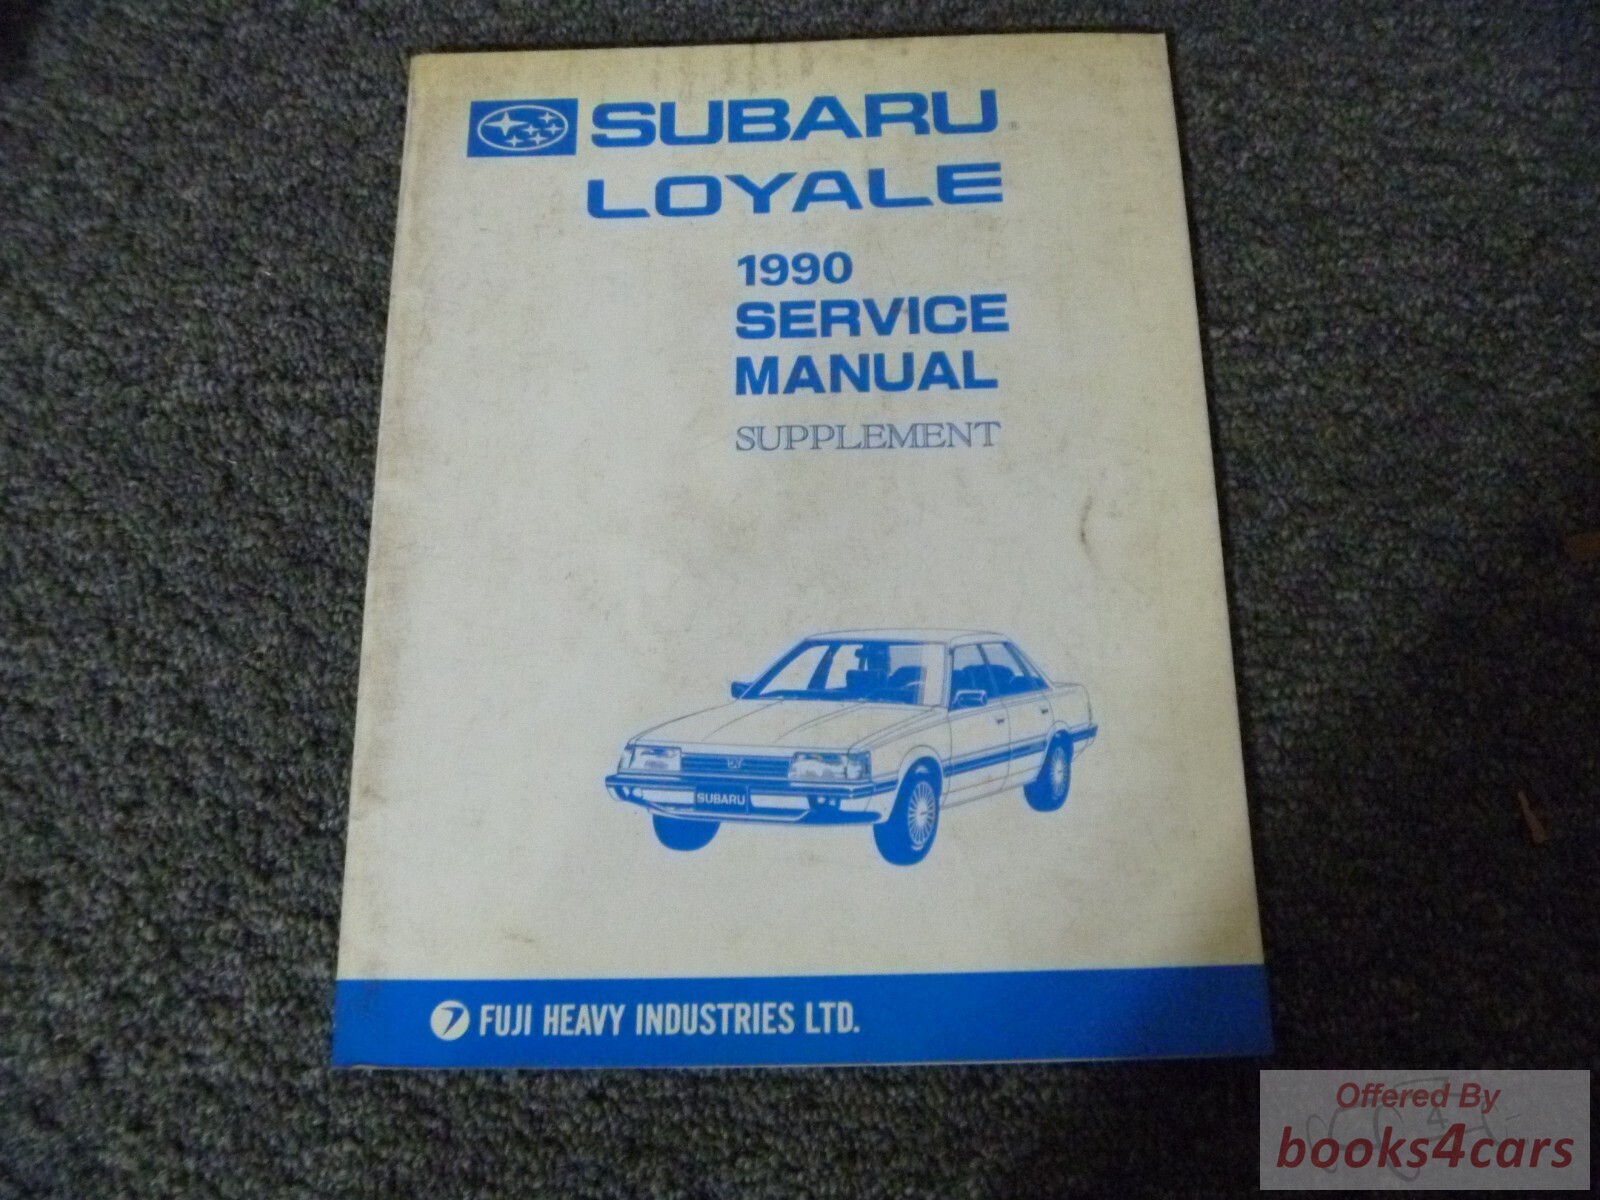 SUBARU®
LOYALE
1990
SERVICE
MANUAL
SUPPLEMENT
SUBARU
FUJI HEAVY INDUSTRIES LTD.
Offered By
books4cars